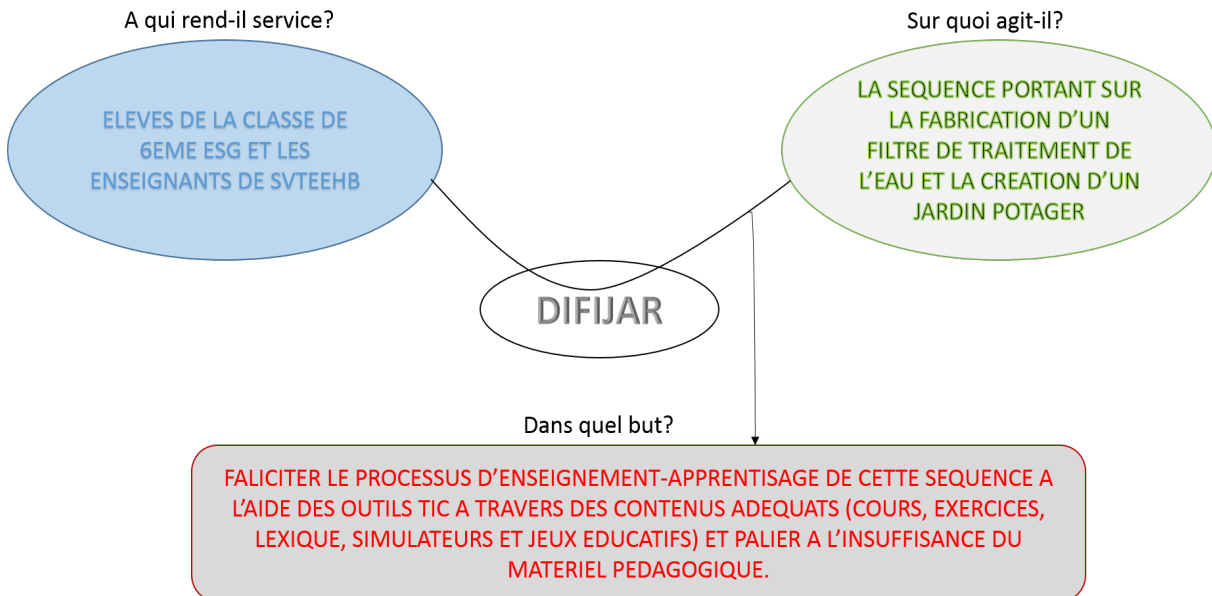 A qui rend-il service?
ELEVES DE LA CLASSE DE
6EME ESG ET LES
ENSEIGNANTS DE SVTEEHB
Sur quoi agit-il?
LA SEQUENCE PORTANT SUR
LA FABRICATION D'UN
FILTRE DE TRAITEMENT DE
L'EAU ET LA CREATION D'UN
JARDIN POTAGER
DIFIJAR
Dans quel but?
FALICITER LE PROCESSUS D'ENSEIGNEMENT-APPRENTISAGE DE CETTE SEQUENCE A
L'AIDE DES OUTILS TIC A TRAVERS DES CONTENUS ADEQUATS (COURS, EXERCICES,
LEXIQUE, SIMULATEURS ET JEUX EDUCATIFS) ET PALIER A L'INSUFFISANCE DU
MATERIEL PEDAGOGIQUE.